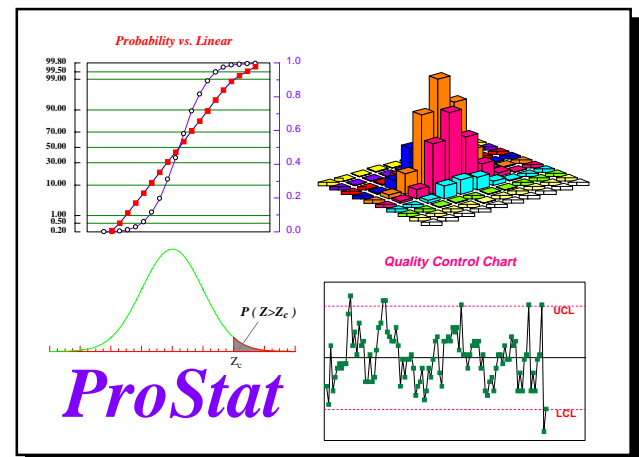 Probability vs. Linear
99.80
99.50
99.00
90.00
70.00
50.00
30.00
10.00
1.00
0.50
0.20
1.0
0.8
0.6
0.4
0.2
0.0
Quality Control Chart
P ( Z>Zc )
Zc
UCL
LCL
ProStat